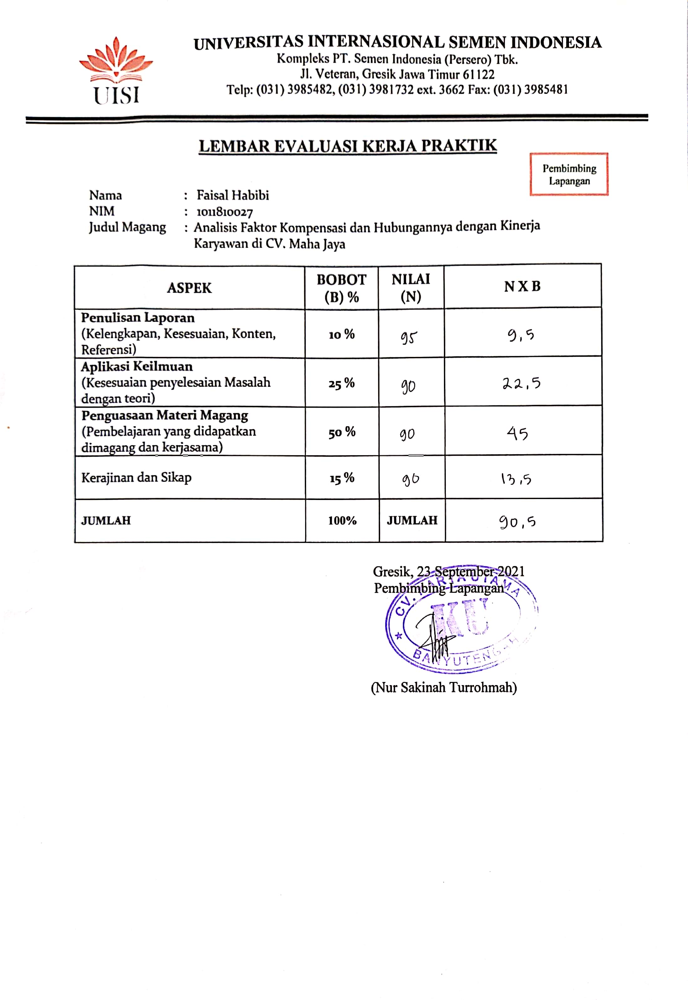 UNIVERSITAS INTERNASIONAL SEMEN INDONESIA
Kompleks PT. Semen Indonesia (Persero) Tbk.
Jl. Veteran, Gresik Jawa Timur 61122
Telp: (031) 3985482, (031) 3981732 ext. 3662 Fax: (031) 3985481
UISI
LEMBAR EVALUASI KERJA PRAKTIK
Pembimbing
Lapangan
Nama : Faisal Habibi
NIM : 1011810027
Judul Magang : Analisis Faktor Kompensasi dan Hubungannya dengan Kinerja
Karyawan di CV. Maha Jaya
ASPEK BOBOT (B) % NILAI (N) N X B
Penulisan Laporan
(Kelengkapan, Kesesuaian, Konten,
Referensi) 10 % 95 9,5
Aplikasi Keilmuan
(Kesesuaian penyelesaian Masalah
dengan teori) 25 % 90 22,5
Penguasaan Materi Magang
(Pembelajaran yang didapatkan
dimagang dan kerjasama) 50 % 90 45
Kerajinan dan Sikap 15 % 90 13,5
JUMLAH 100% JUMLAH 90,5
Gresik, 23 September 2021
Pembimbing Lapangan
CV. KARYA UTAMA
KU
BANYUTENGAH
(Nur Sakinah Turrohmah)